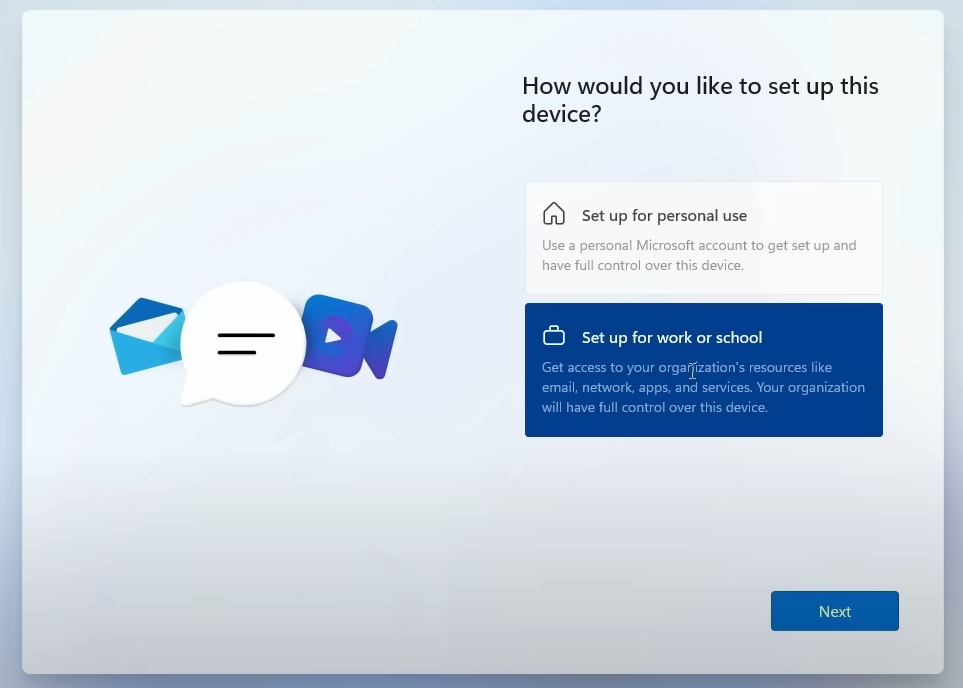 How would you like to set up this
device?
Set up for personal use
Use a personal Microsoft account to get set up and
have full control over this device.
Set up for work or school
Get access to your organization's resources like
email, network, apps, and services. Your organization
will have full control over this device.
Next